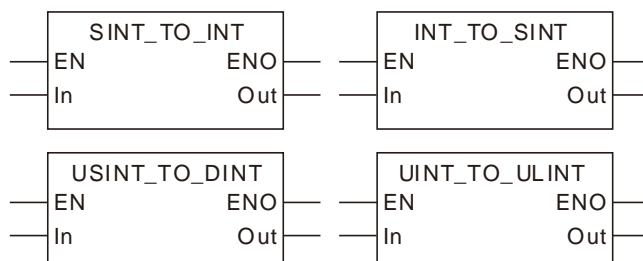 SINT_TO_INT INT_TO_SINT
EN ENO EN ENO
In Out In Out
USINT_TO_DINT UINT_TO_ULINT
EN ENO EN ENO
In Out In Out